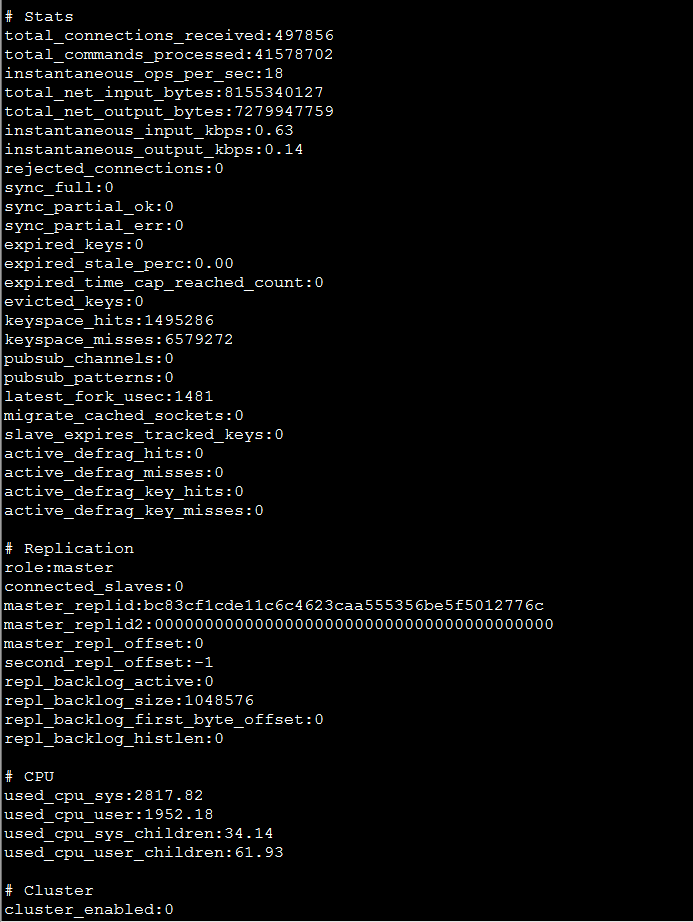 # Stats
total_connections_received:497856
total_commands_processed:41578702
instantaneous_ops_per_sec:18
total_net_input_bytes:8155340127
total_net_output_bytes:7279947759
instantaneous_input_kbps:0.63
instantaneous_output_kbps:0.14
rejected_connections:0
sync_full:0
sync_partial_ok:0
sync_partial_err:0
expired_keys:0
expired_stale_perc:0.00
expired_time_cap_reached_count:0
evicted_keys:0
keyspace_hits:1495286
keyspace_misses:6579272
pubsub_channels:0
pubsub_patterns:0
latest_fork_usec:1481
migrate_cached_sockets:0
slave_expires_tracked_keys:0
active_defrag_hits:0
active_defrag_misses:0
active_defrag_key_hits:0
active_defrag_key_misses:0
# Replication
role:master
connected_slaves:0
master_replid:bc83cf1cde11c6c4623caa555356be5f5012776c
master_replid2:0000000000000000000000000000000000000000
master_repl_offset:0
second_repl_offset:-1
repl_backlog_active:0
repl_backlog_size:1048576
repl_backlog_first_byte_offset:0
repl_backlog_histlen:0
# CPU
used_cpu_sys:2817.82
used_cpu_user:1952.18
used_cpu_sys_children:34.14
used_cpu_user_children:61.93
# Cluster
cluster_enabled:0